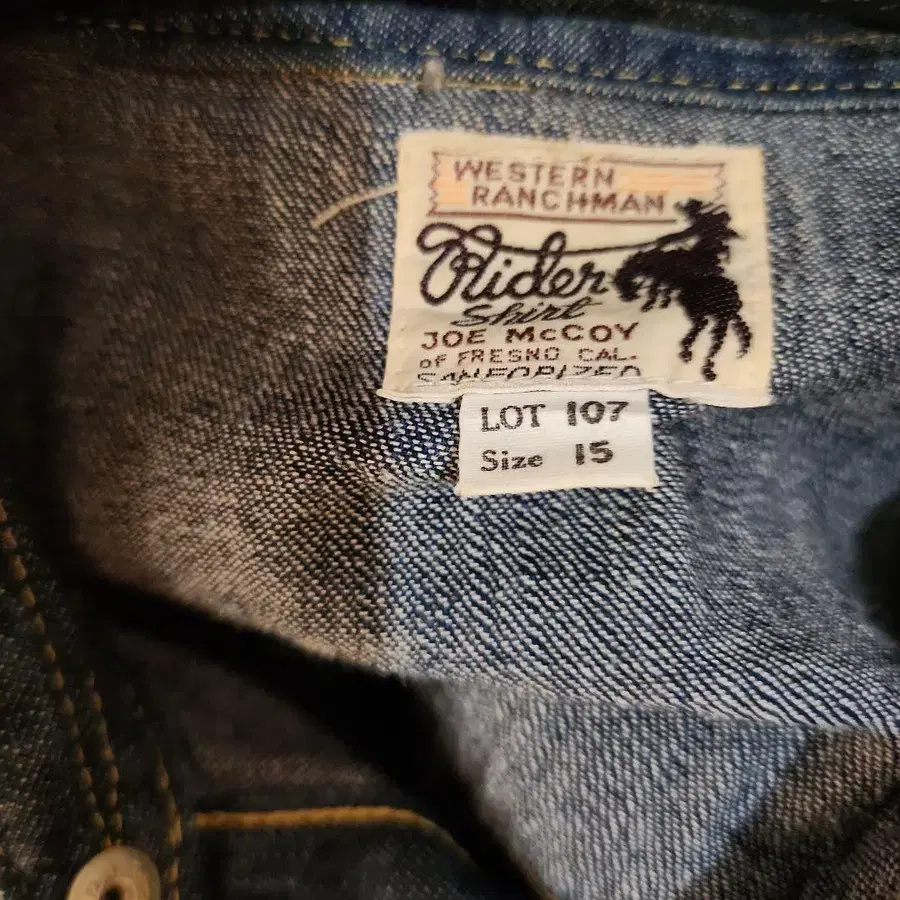 WESTERN
RANCHMAN
Rider
Shirt
JOE McCOY
OF FRESNO CAL.
SANFORIZED
LOT 107
Size 15